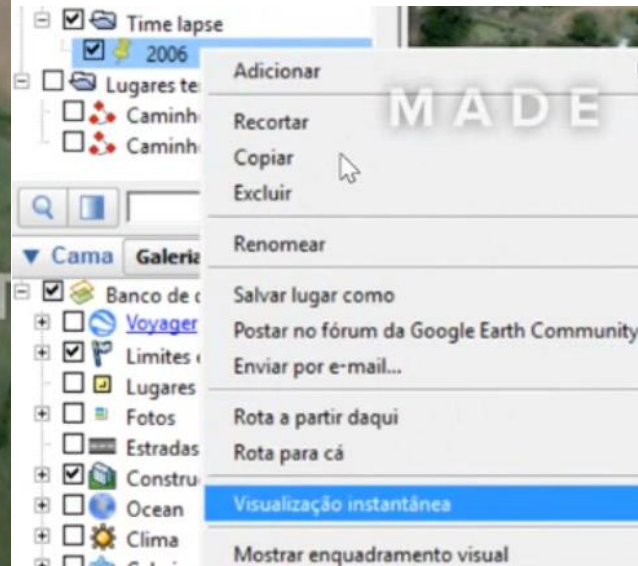 Time lapse
2006
Lugares te
Caminh
Caminh
Cama Galeria
Banco de
Voyager
Limites
Lugares
Fotos
Estradas
Constru
Ocean
Clima
Adicionar
MADE
Recortar
Copiar
Excluir
Renomear
Salvar lugar como
Postar no fórum da Google Earth Community
Enviar por e-mail...
Rota a partir daqui
Rota para cá
Visualização instantânea
Mostrar enquadramento visual